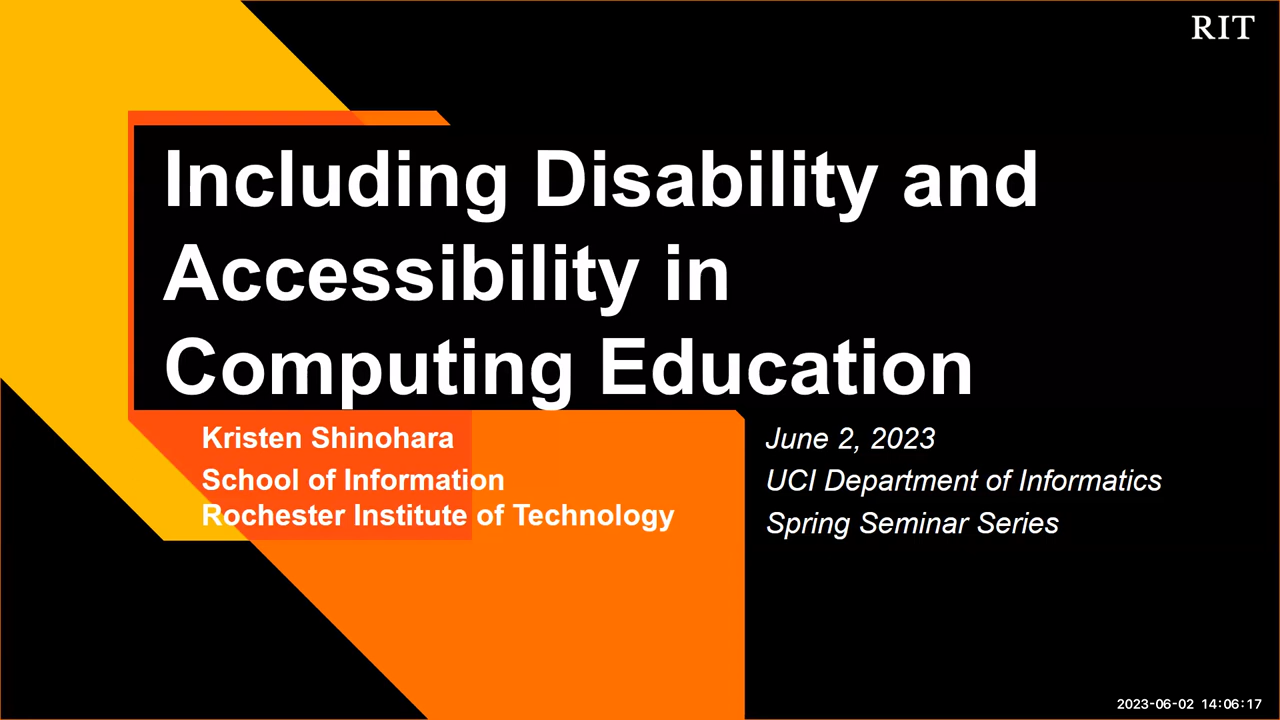 RIT
Including Disability and
Accessibility in
Computing Education
Kristen Shinohara
School of Information
Rochester Institute of Technology
June 2, 2023
UCI Department of Informatics
Spring Seminar Series
2023-06-02 14:06:17